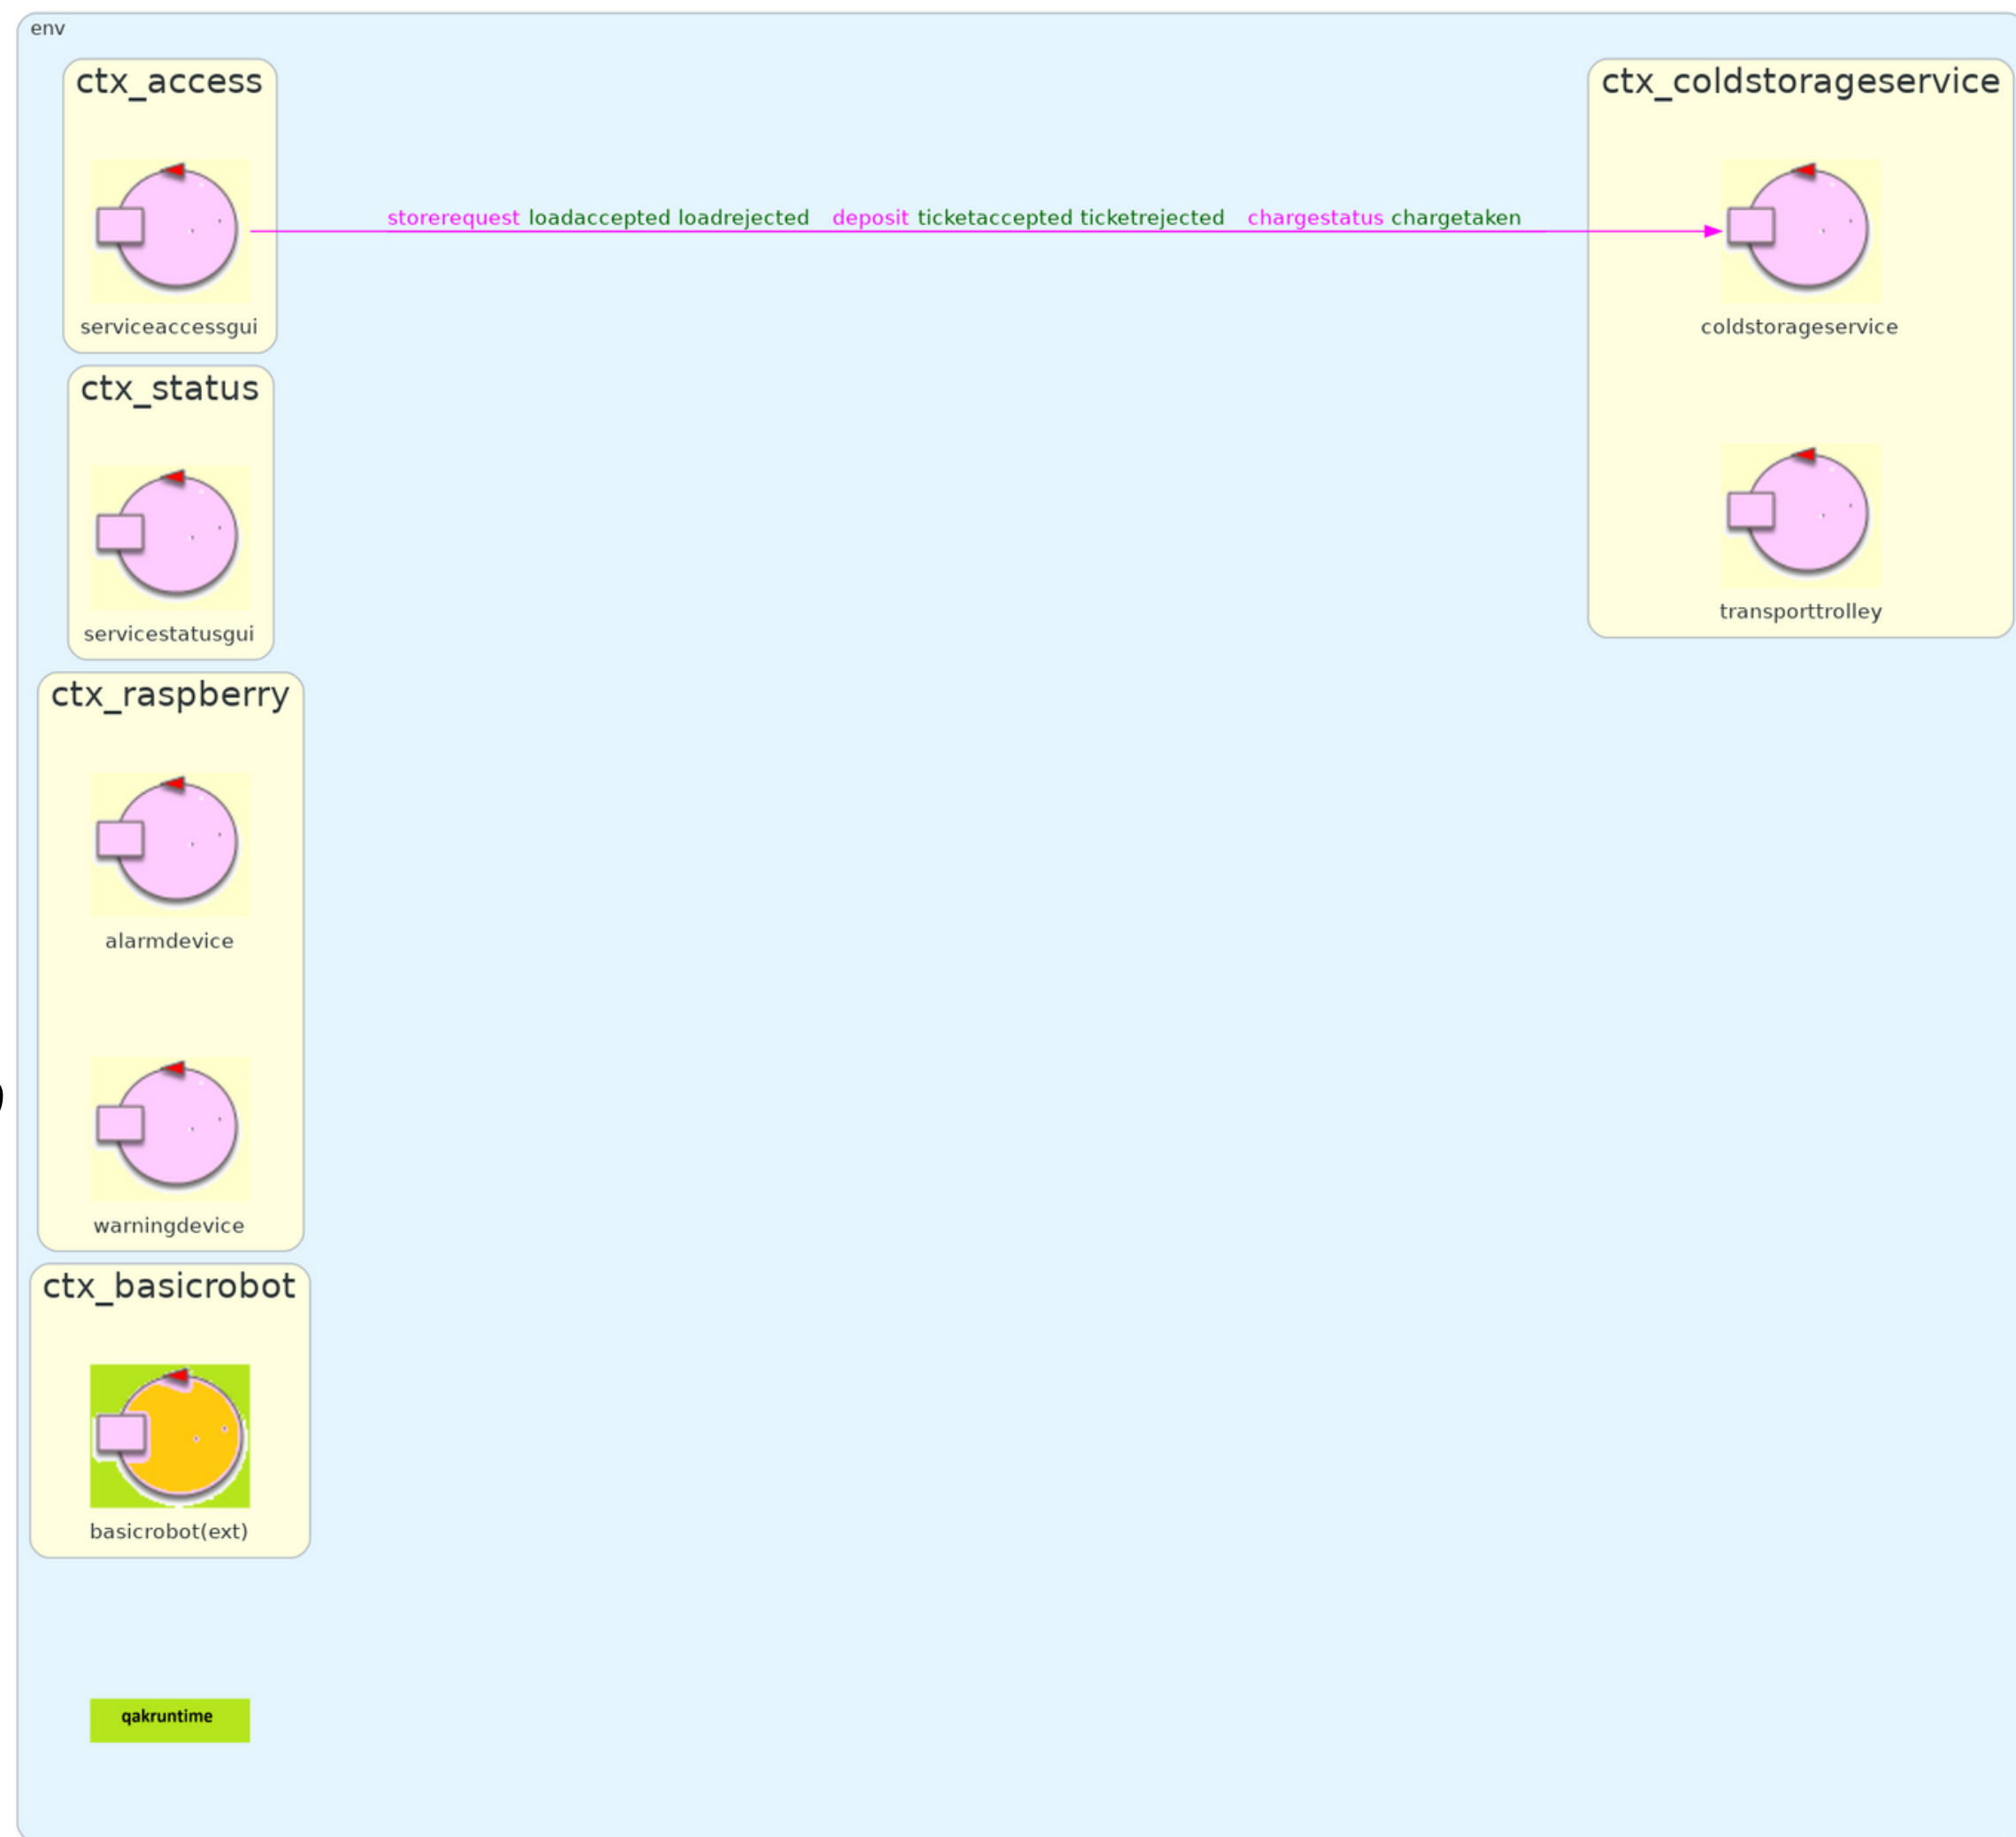 env
ctx_access
ctx_coldstorageservice
storerequest loadaccepted loadrejected deposit ticketaccepted ticketrejected chargestatus chargetaken
serviceaccessgui
coldstorageservice
ctx_status
servicestatusgui
transporttrolley
ctx_raspberry
alarmdevice
warningdevice
ctx_basicrobot
basicrobot(ext)
qakruntime